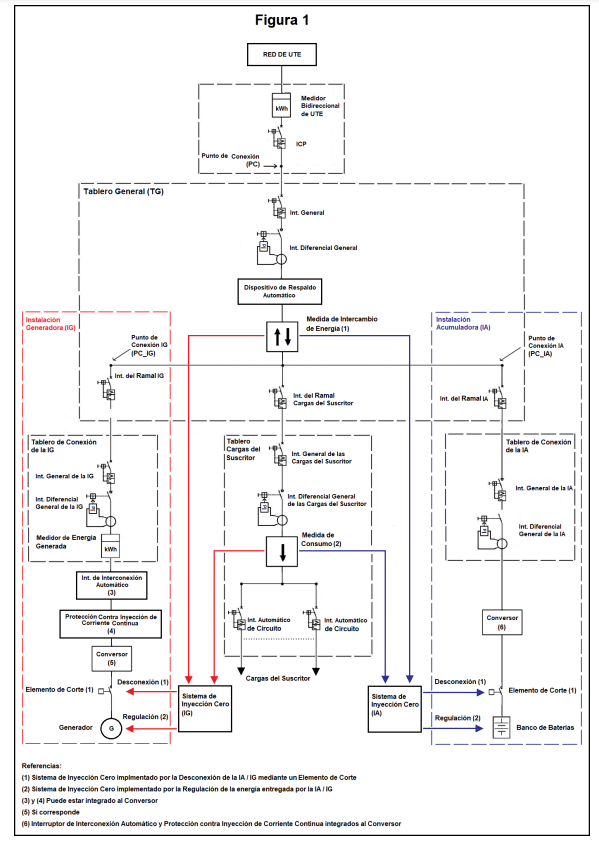 Figura 1
RED DE UTE
kWh
Medidor
Bidireccional
de UTE
ICP
Punto de Conexión
(PC)
Tablero General (TG)
Int. General
Int. Diferencial General
Dispositivo de Respaldo
Automático
Medida de Intercambio
de Energía (1)
Instalación
Generadora (IG)
Instalación
Acumuladora (IA)
Punto de
Conexión IG
(PC_IG)
Punto de
Conexión IA
(PC_IA)
Int. del Ramal IG
Int. del Ramal
Cargas del Suscritor
Int. del Ramal IA
Tablero de Conexión
de la IG
Tablero
Cargas del
Suscritor
Tablero de Conexión
de la IA
Int. General de la IG
Int. General de las
Cargas del Suscritor
Int. General de la IA
Int. Diferencial
General de la IG
Int. Diferencial General
de las Cargas del Suscritor
Int. Diferencial
General de la IA
Medidor de Energía
Generada
kWh
Medida de
Consumo (2)
Int. de Interconexión
Automático
(3)
Protección Contra Inyección de
Corriente Continua
(4)
Int. Automático
de Circuito
Int. Automático
de Circuito
Conversor
(6)
Conversor
(5)
Cargas del Suscritor
Desconexión (1)
Elemento de Corte (1)
Regulación (2)
Generador
G
Sistema de
Inyección Cero
(IG)
Sistema de
Inyección Cero
(IA)
Desconexión (1)
Elemento de Corte (1)
Regulación (2)
Banco de Baterías
Referencias:
(1) Sistema de Inyección Cero implmentado por la Desconexión de la IA / IG mediante un Elemento de Corte
(2) Sistema de Inyección Cero implementado por la Regulación de la energía entregada por la IA / IG
(3) y (4) Puede estar integrado al Conversor
(5) Si corresponde
(6) Interruptor de Interconexión Automático y Protección contra Inyección de Corriente Continua integrados al Conversor